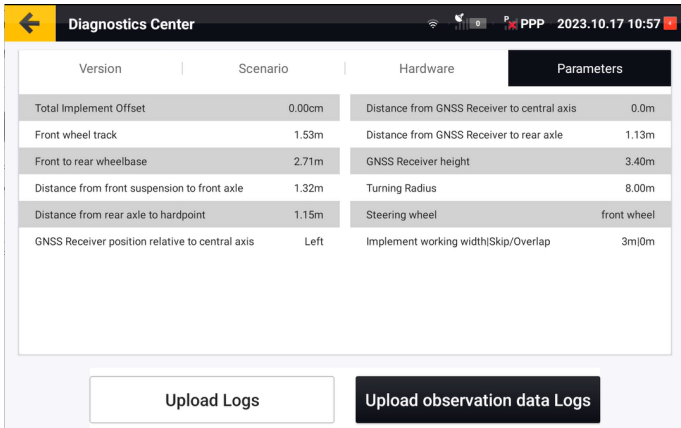 Diagnostics Center 0 P PPP 2023.10.17 10:57
Version Scenario Hardware Parameters
Total Implement Offset 0.00cm Distance from GNSS Receiver to central axis 0.0m
Front wheel track 1.53m Distance from GNSS Receiver to rear axle 1.13m
Front to rear wheelbase 2.71m GNSS Receiver height 3.40m
Distance from front suspension to front axle 1.32m Turning Radius 8.00m
Distance from rear axle to hardpoint 1.15m Steering wheel front wheel
GNSS Receiver position relative to central axis Left Implement working width|Skip/Overlap 3m|0m
Upload Logs Upload observation data Logs